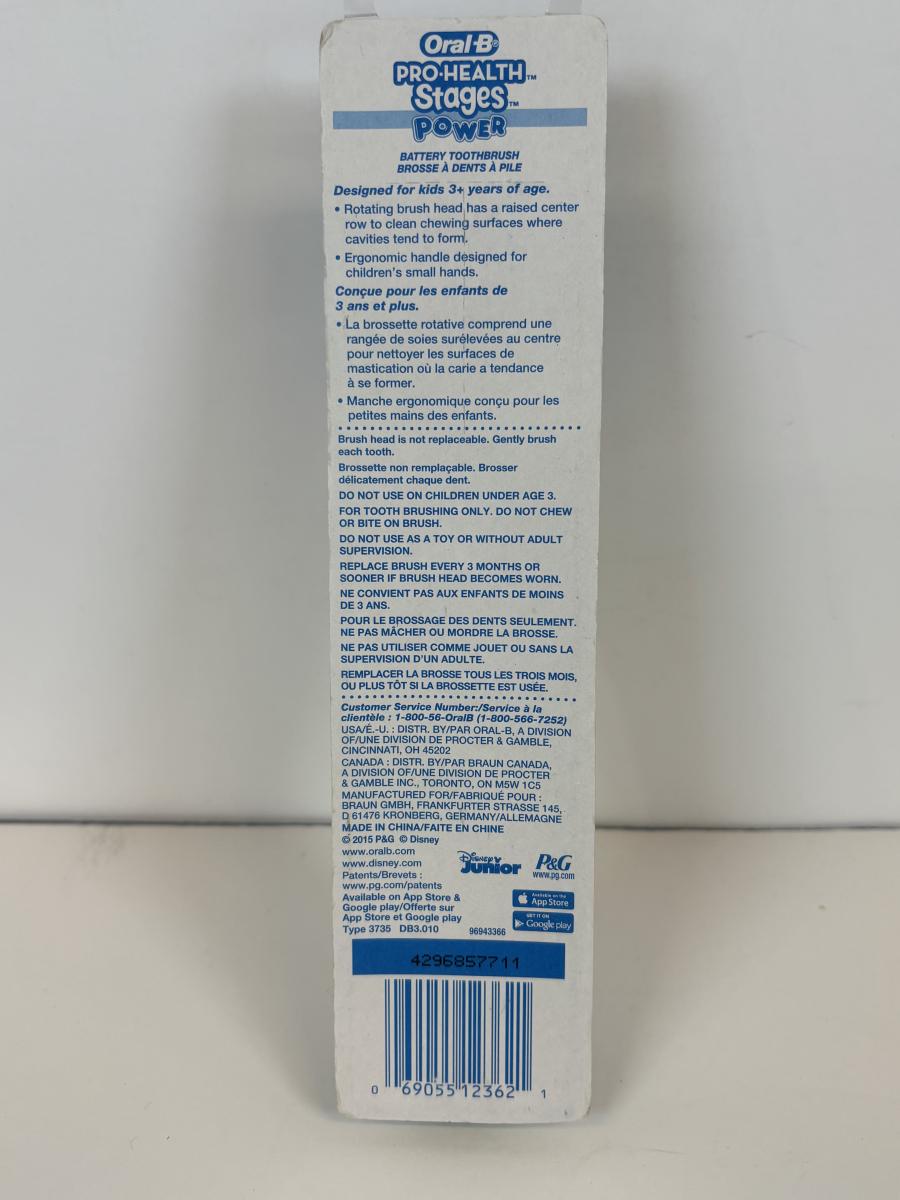 Oral-B®
PRO-HEALTH™
Stages™
POWER
BATTERY TOOTHBRUSH
BROSSE À DENTS À PILE
Designed for kids 3+ years of age.
• Rotating brush head has a raised center
row to clean chewing surfaces where
cavities tend to form.
• Ergonomic handle designed for
children's small hands.
Conçue pour les enfants de
3 ans et plus.
• La brossette rotative comprend une
rangée de soies surélevées au centre
pour nettoyer les surfaces de
mastication où la carie a tendance
à se former.
• Manche ergonomique conçu pour les
petites mains des enfants.
Brush head is not replaceable. Gently brush
each tooth.
Brossette non remplaçable. Brosser
délicatement chaque dent.
DO NOT USE ON CHILDREN UNDER AGE 3.
FOR TOOTH BRUSHING ONLY. DO NOT CHEW
OR BITE ON BRUSH.
DO NOT USE AS A TOY OR WITHOUT ADULT
SUPERVISION.
REPLACE BRUSH EVERY 3 MONTHS OR
SOONER IF BRUSH HEAD BECOMES WORN.
NE CONVIENT PAS AUX ENFANTS DE MOINS
DE 3 ANS.
POUR LE BROSSAGE DES DENTS SEULEMENT.
NE PAS MÂCHER OU MORDRE LA BROSSE.
NE PAS UTILISER COMME JOUET OU SANS LA
SUPERVISION D'UN ADULTE.
REMPLACER LA BROSSE TOUS LES TROIS MOIS,
OU PLUS TÔT SI LA BROSSETTE EST USÉE.
Customer Service Number:/Service à la
clientèle : 1-800-56-OralB (1-800-566-7252)
USA/É.-U. : DISTR. BY/PAR ORAL-B, A DIVISION
OF/UNE DIVISION DE PROCTER & GAMBLE,
CINCINNATI, OH 45202
CANADA : DISTR. BY/PAR BRAUN CANADA,
A DIVISION OF/UNE DIVISION DE PROCTER
& GAMBLE INC., TORONTO, ON M5W 1C5
MANUFACTURED FOR/FABRIQUÉ POUR :
BRAUN GMBH, FRANKFURTER STRASSE 145,
D 61476 KRONBERG, GERMANY/ALLEMAGNE
MADE IN CHINA/FAITE EN CHINE
© 2015 P&G © Disney
www.oralb.com
www.disney.com
Patents/Brevets :
www.pg.com/patents
Available on App Store &
Google play/Offerte sur
App Store et Google play
Type 3735 DB3.010
Disney Junior
P&G
www.pg.com
Available on the
App Store
GET IT ON
Google play
96943366
4296857711
0 69055 12362 1